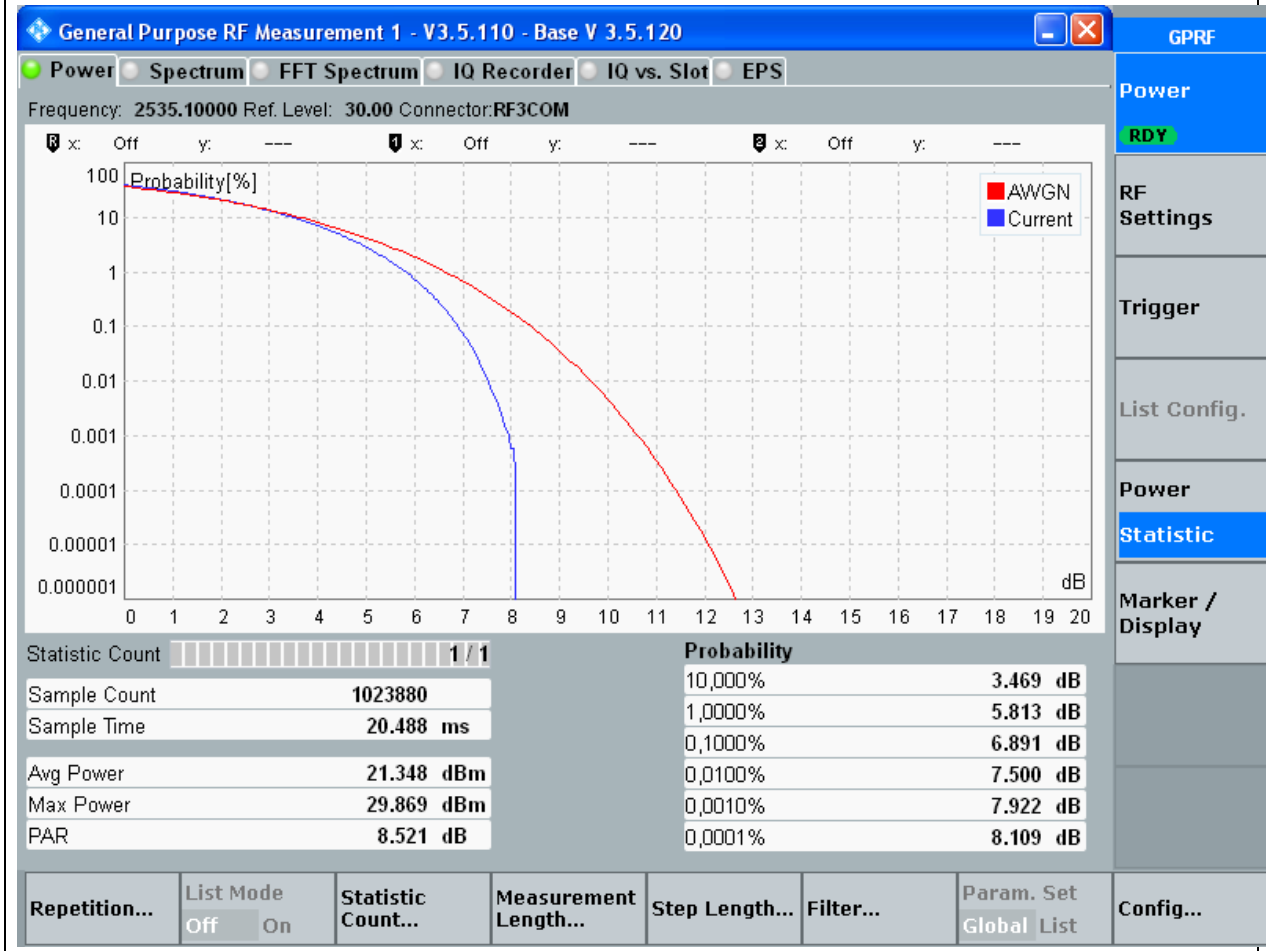 General Purpose RF Measurement 1 - V3.5.110 - Base V 3.5.120
Power Spectrum FFT Spectrum IQ Recorder IQ vs. Slot EPS
Frequency: 2535.10000 Ref. Level: 30.00 Connector:RF3COM
R x: Off y: --- 1 x: Off y: --- 2 x: Off y: ---
Probability[%]
AWGN
Current
100
10
1
0.1
0.01
0.001
0.0001
0.00001
0.000001
dB
0 1 2 3 4 5 6 7 8 9 10 11 12 13 14 15 16 17 18 19 20
Statistic Count 1 / 1
Sample Count 1023880
Sample Time 20.488 ms
Avg Power 21.348 dBm
Max Power 29.869 dBm
PAR 8.521 dB
Probability
10,000% 3.469 dB
1,0000% 5.813 dB
0,1000% 6.891 dB
0,0100% 7.500 dB
0,0010% 7.922 dB
0,0001% 8.109 dB
GPRF
Power
RDY
RF
Settings
Trigger
List Config.
Power
Statistic
Marker /
Display
Repetition...
List Mode
Off On
Statistic
Count...
Measurement
Length...
Step Length...
Filter...
Param. Set
Global List
Config...